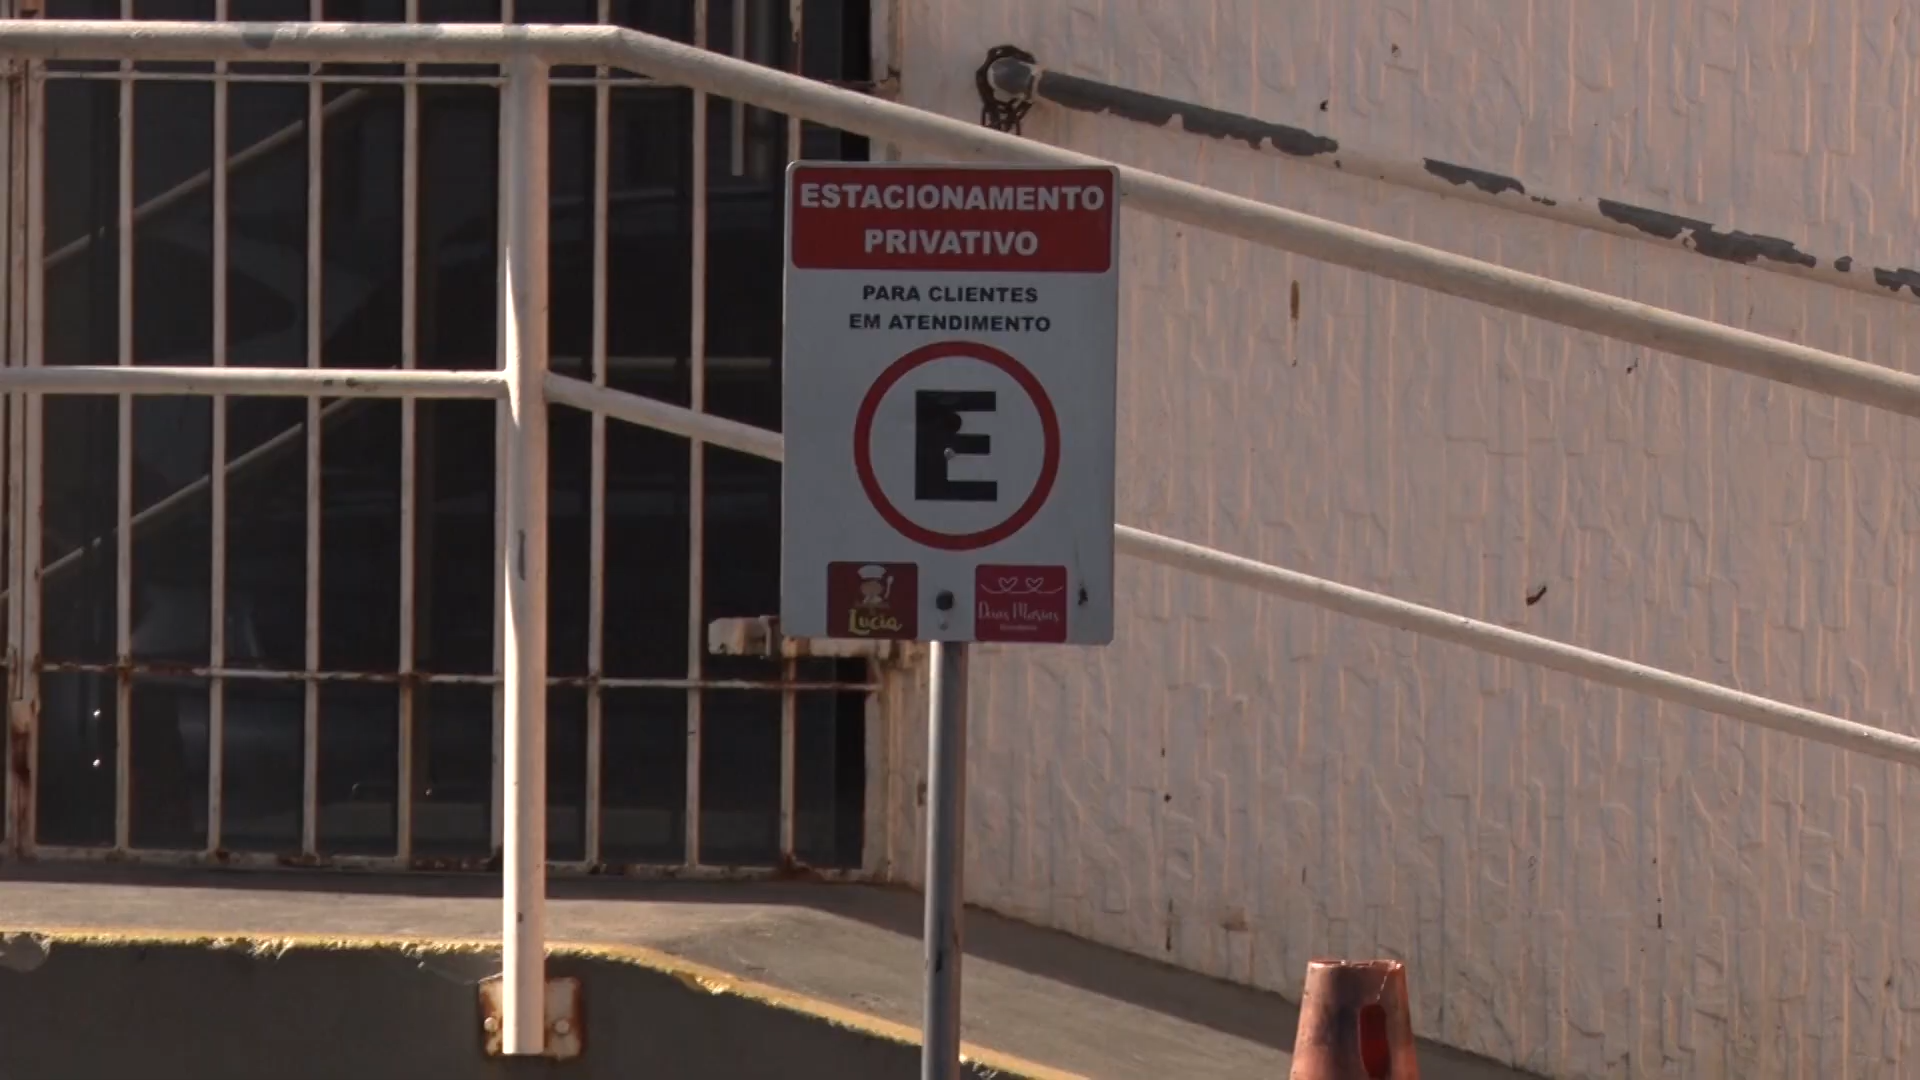 ESTACIONAMENTO
PRIVATIVO
PARA CLIENTES
EM ATENDIMENTO
E
Lucia
Duas Marias